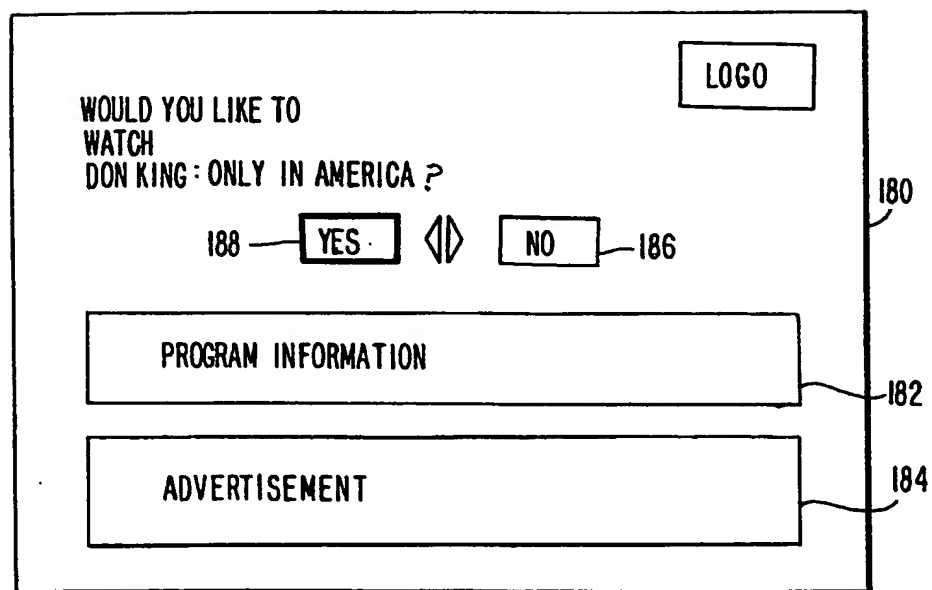 LOGO
WOULD YOU LIKE TO
WATCH
DON KING: ONLY IN AMERICA?
180
188 YES NO 186
PROGRAM INFORMATION
182
ADVERTISEMENT
184